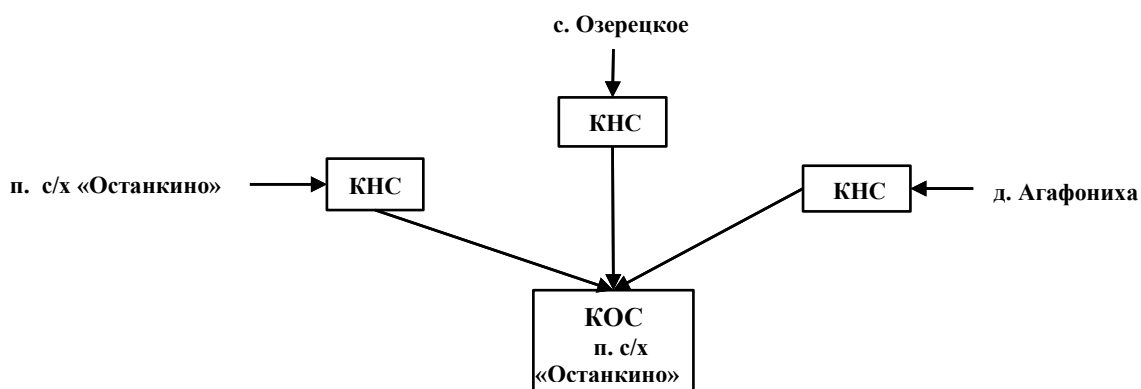 с. Озерецкое
КНС
п. с/х «Останкино»
КНС
КНС
д. Агафониха
КОС
п. с/х
«Останкино»